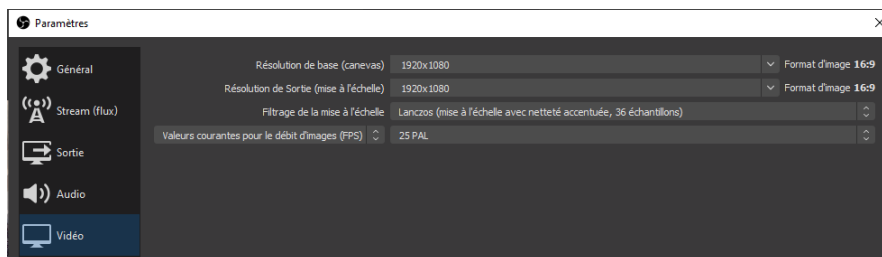 Paramètres
Général
Résolution de base (canevas) 1920x1080 Format d'image 16:9
Résolution de Sortie (mise à l'échelle) 1920x1080 Format d'image 16:9
Stream (flux)
Filtrage de la mise à l'échelle Lanczos (mise à l'échelle avec netteté accentuée, 36 échantillons)
Valeurs courantes pour le débit d'images (FPS) 25 PAL
Sortie
Audio
Vidéo